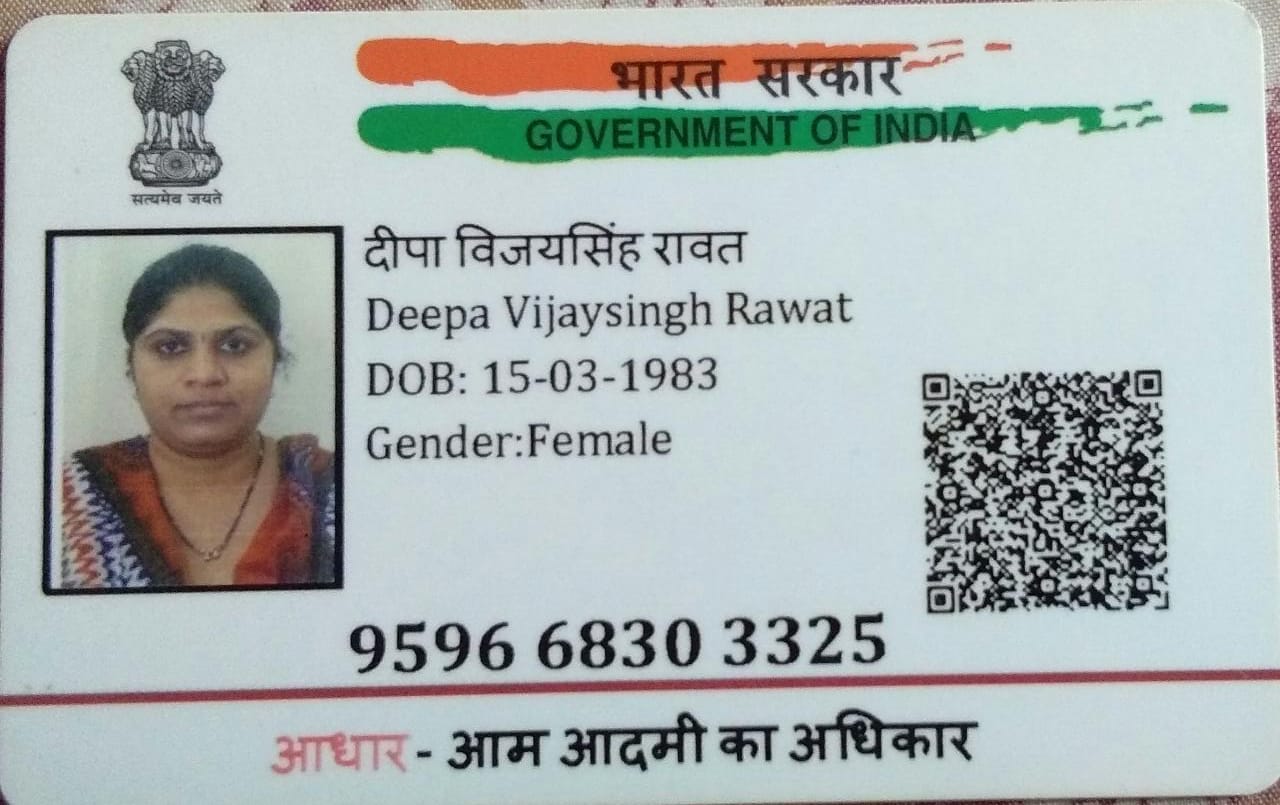 भारत सरकार
GOVERNMENT OF INDIA
सत्यमेव जयते
दीपा विजयसिंह रावत
Deepa Vijaysingh Rawat
DOB: 15-03-1983
Gender:Female
9596 6830 3325
आधार - आम आदमी का अधिकार